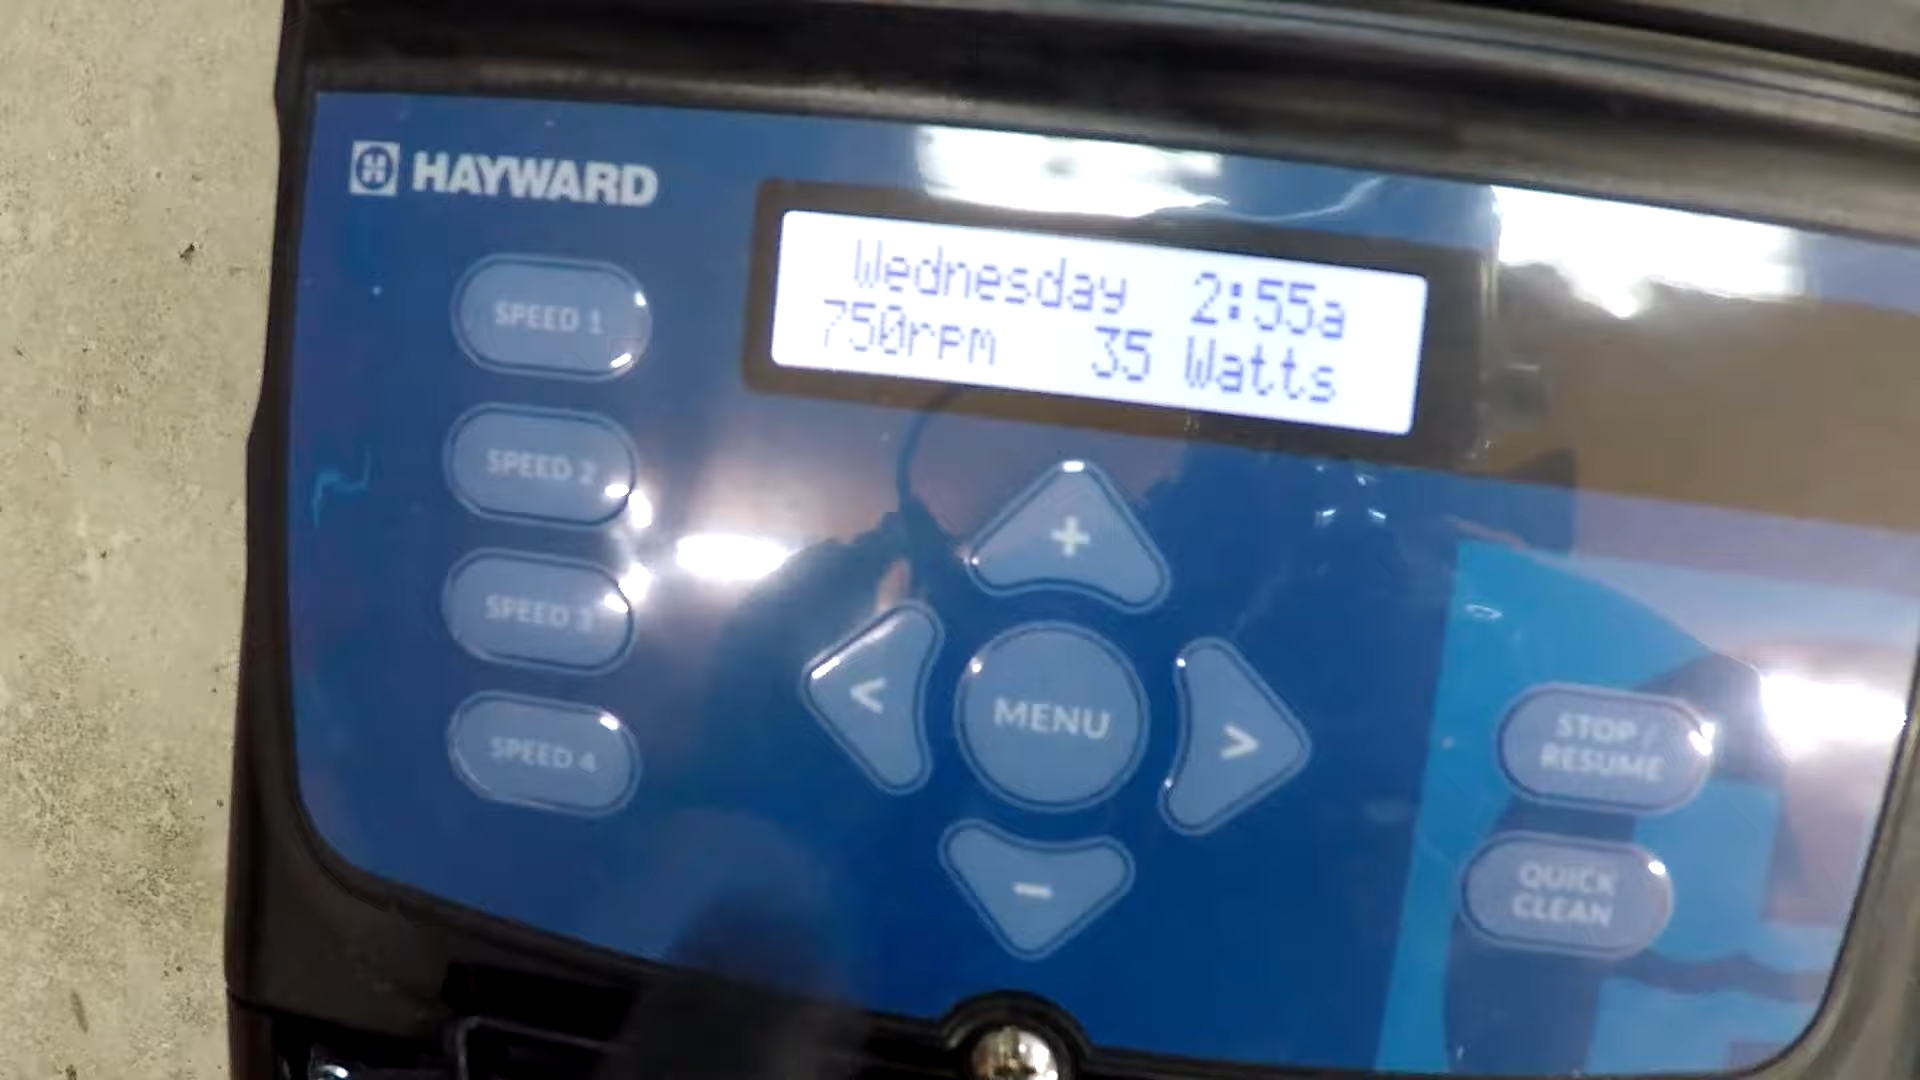 HAYWARD
Wednesday 2:55a
750rpm 35 Watts
SPEED 1
SPEED 2
SPEED 3
SPEED 4
+
<
MENU
>
−
STOP /
RESUME
QUICK
CLEAN